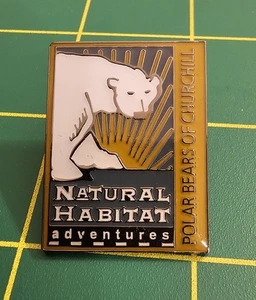 NATURAL
HABITAT
adventures
POLAR BEARS OF CHURCHILL